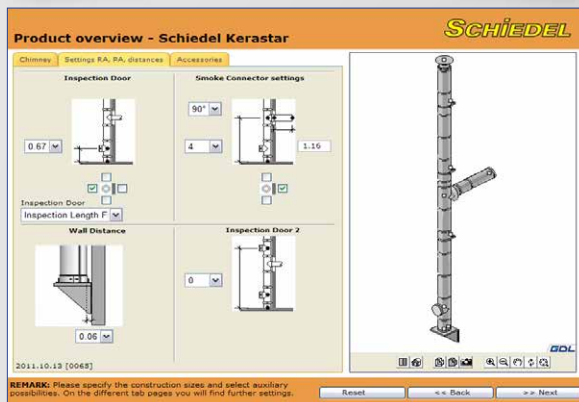 Product overview - Schiedel Kerastar
SCHIEDEL
Chimney
Settings RA, PA, distances
Accessories
Inspection Door
0.67
Inspection Door
Inspection Length F
Smoke Connector settings
90°
4
1.16
Wall Distance
0.06
Inspection Door 2
0
2011.10.13 [0065]
GDL
REMARK: Please specify the construction sizes and select auxiliary
possibilities. On the different tab pages you will find further settings.
Reset
<< Back
>> Next